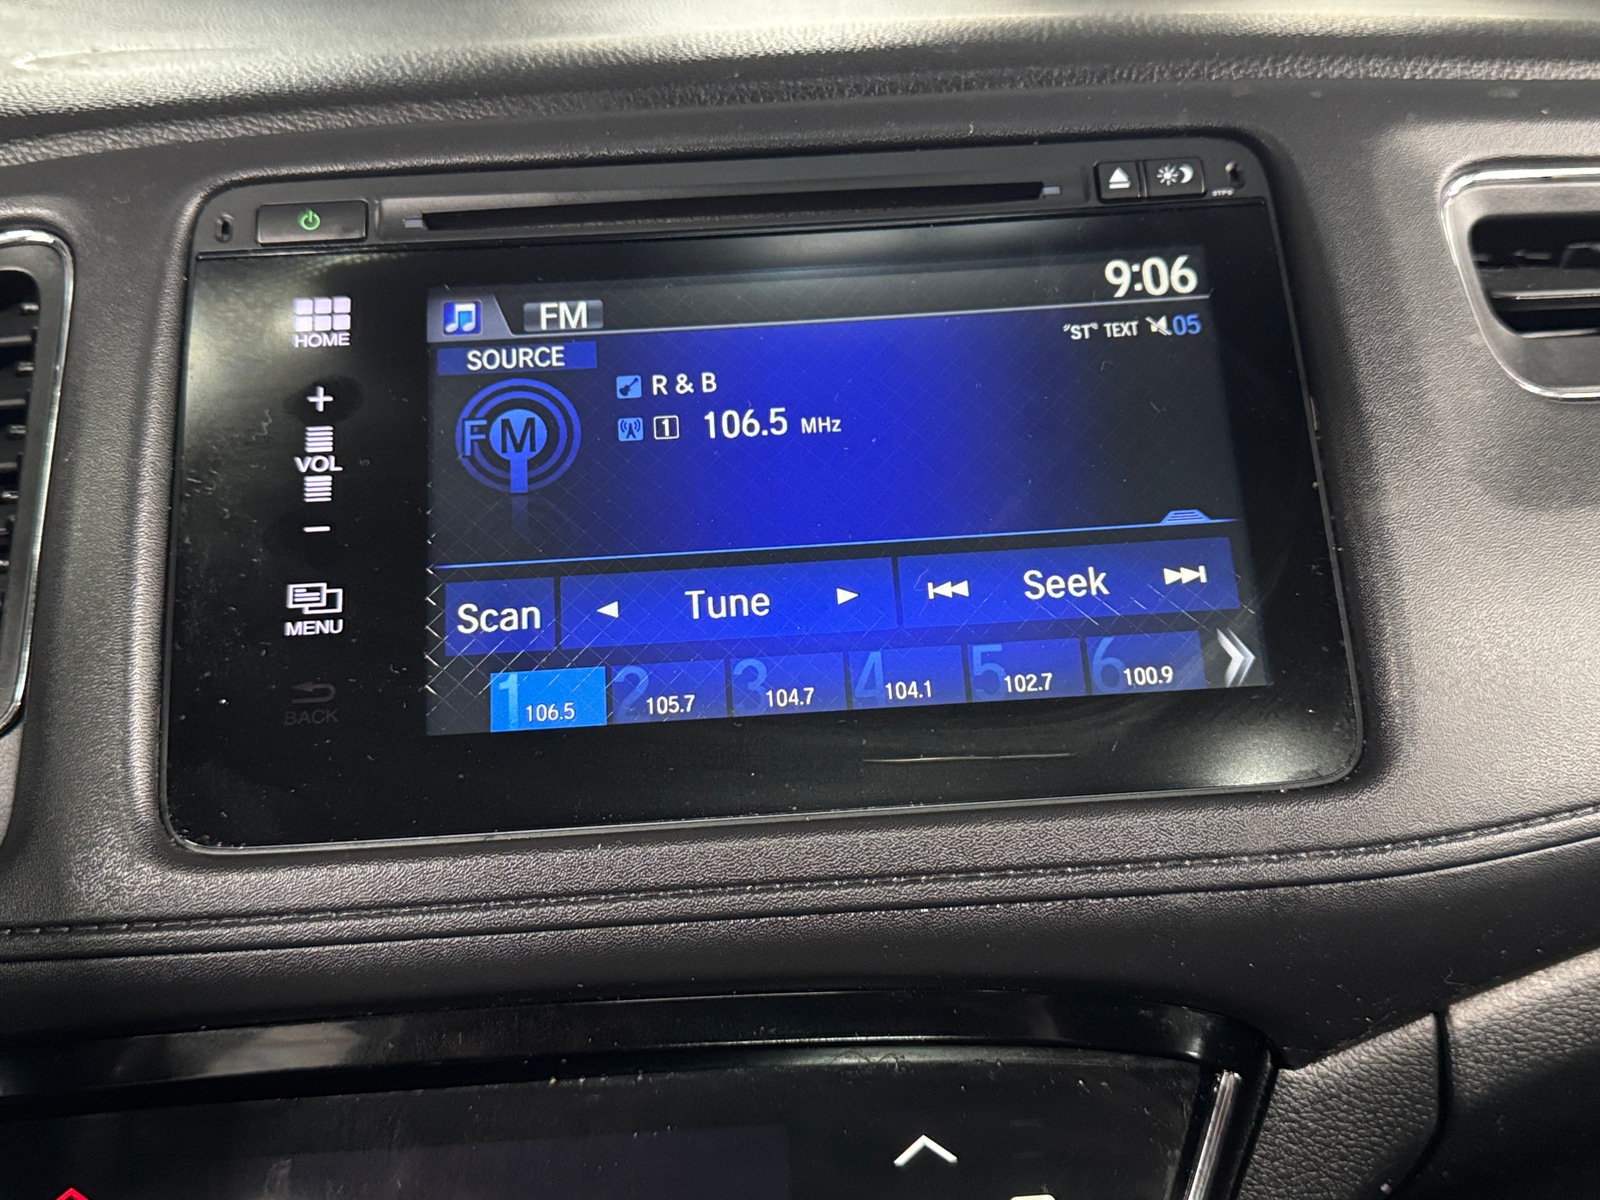 9:06
FM
"ST" TEXT 05
HOME
SOURCE
FM
R & B
1 106.5 MHz
+
VOL
−
Scan ◄ Tune ► Seek
MENU
1 106.5 2 105.7 3 104.7 4 104.1 5 102.7 6 100.9
BACK